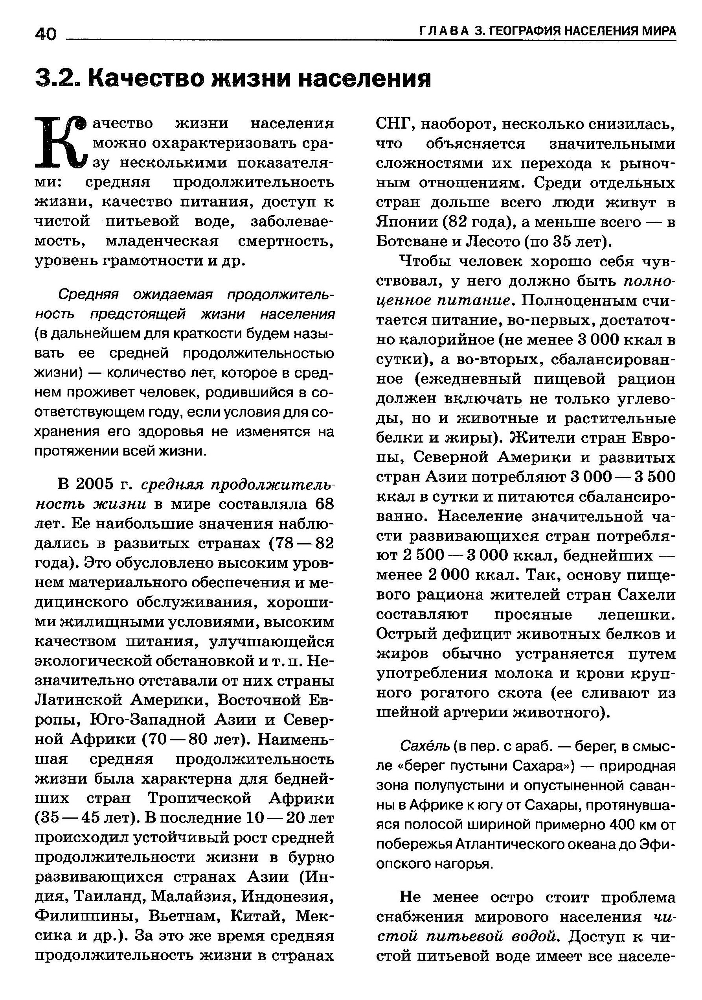 40
ГЛАВА 3. ГЕОГРАФИЯ НАСЕЛЕНИЯ МИРА
3.2. Качество жизни населения
Качество жизни населения
можно охарактеризовать сра-
зу несколькими показателя-
ми: средняя продолжительность
жизни, качество питания, доступ к
чистой питьевой воде, заболевае-
мость, младенческая смертность,
уровень грамотности и др.
Средняя ожидаемая продолжитель-
ность предстоящей жизни населения
(в дальнейшем для краткости будем назы-
вать ее средней продолжительностью
жизни) — количество лет, которое в сред-
нем проживет человек, родившийся в со-
ответствующем году, если условия для со-
хранения его здоровья не изменятся на
протяжении всей жизни.
В 2005 г. средняя продолжитель-
ность жизни в мире составляла 68
лет. Ее наибольшие значения наблю-
дались в развитых странах (78 — 82
года). Это обусловлено высоким уров-
нем материального обеспечения и ме-
дицинского обслуживания, хороши-
ми жилищными условиями, высоким
качеством питания, улучшающейся
экологической обстановкой и т. п. Не-
значительно отставали от них страны
Латинской Америки, Восточной Ев-
ропы, Юго-Западной Азии и Север-
ной Африки (70 — 80 лет). Наимень-
шая средняя продолжительность
жизни была характерна для бедней-
ших стран Тропической Африки
(35 — 45 лет). В последние 10 — 20 лет
происходил устойчивый рост средней
продолжительности жизни в бурно
развивающихся странах Азии (Ин-
дия, Таиланд, Малайзия, Индонезия,
Филиппины, Вьетнам, Китай, Мек-
сика и др.). За это же время средняя
продолжительность жизни в странах
СНГ, наоборот, несколько снизилась,
что объясняется значительными
сложностями их перехода к рыноч-
ным отношениям. Среди отдельных
стран дольше всего люди живут в
Японии (82 года), а меньше всего — в
Ботсване и Лесото (по 35 лет).
Чтобы человек хорошо себя чув-
ствовал, у него должно быть полно-
ценное питание. Полноценным счи-
тается питание, во-первых, достаточ-
но калорийное (не менее 3 000 ккал в
сутки), а во-вторых, сбалансирован-
ное (ежедневный пищевой рацион
должен включать не только углево-
ды, но и животные и растительные
белки и жиры). Жители стран Евро-
пы, Северной Америки и развитых
стран Азии потребляют 3 000 — 3 500
ккал в сутки и питаются сбалансиро-
ванно. Население значительной ча-
сти развивающихся стран потребля-
ют 2 500 — 3 000 ккал, беднейших —
менее 2 000 ккал. Так, основу пище-
вого рациона жителей стран Сахели
составляют просяные лепешки.
Острый дефицит животных белков и
жиров обычно устраняется путем
употребления молока и крови круп-
ного рогатого скота (ее сливают из
шейной артерии животного).
Сахéль (в пер. с араб. — берег, в смыс-
ле «берег пустыни Сахара») — природная
зона полупустыни и опустыненной саван-
ны в Африке к югу от Сахары, протянувша-
яся полосой шириной примерно 400 км от
побережья Атлантического океана до Эфи-
опского нагорья.
Не менее остро стоит проблема
снабжения мирового населения чи-
стой питьевой водой. Доступ к чи-
стой питьевой воде имеет все населе-